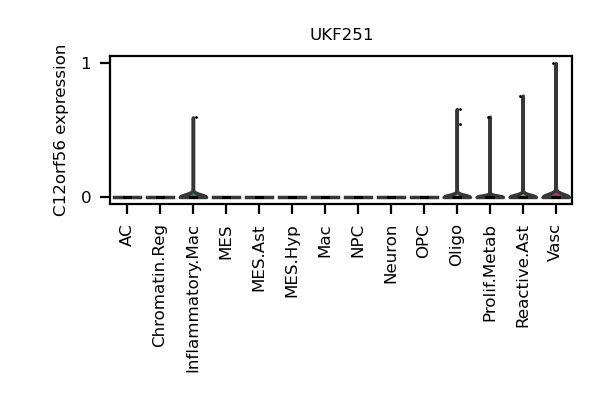 UKF251
C12orf56 expression
1
0
AC
Chromatin.Reg
Inflammatory.Mac
MES
MES.Ast
MES.Hyp
Mac
NPC
Neuron
OPC
Oligo
Prolif.Metab
Reactive.Ast
Vasc